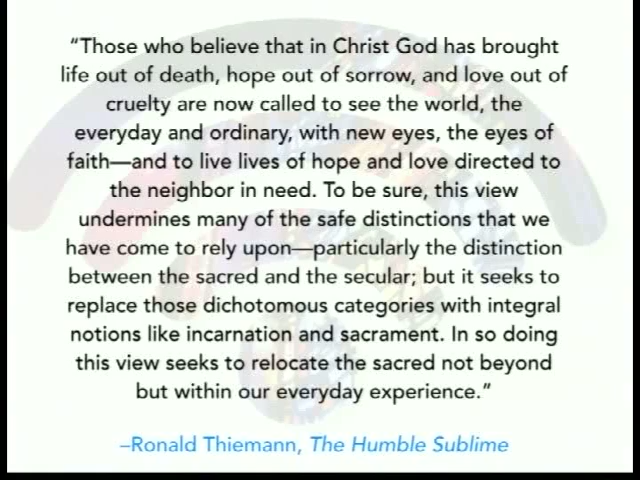 “Those who believe that in Christ God has brought
life out of death, hope out of sorrow, and love out of
cruelty are now called to see the world, the
everyday and ordinary, with new eyes, the eyes of
faith—and to live lives of hope and love directed to
the neighbor in need. To be sure, this view
undermines many of the safe distinctions that we
have come to rely upon—particularly the distinction
between the sacred and the secular; but it seeks to
replace those dichotomous categories with integral
notions like incarnation and sacrament. In so doing
this view seeks to relocate the sacred not beyond
but within our everyday experience.”
–Ronald Thiemann, The Humble Sublime